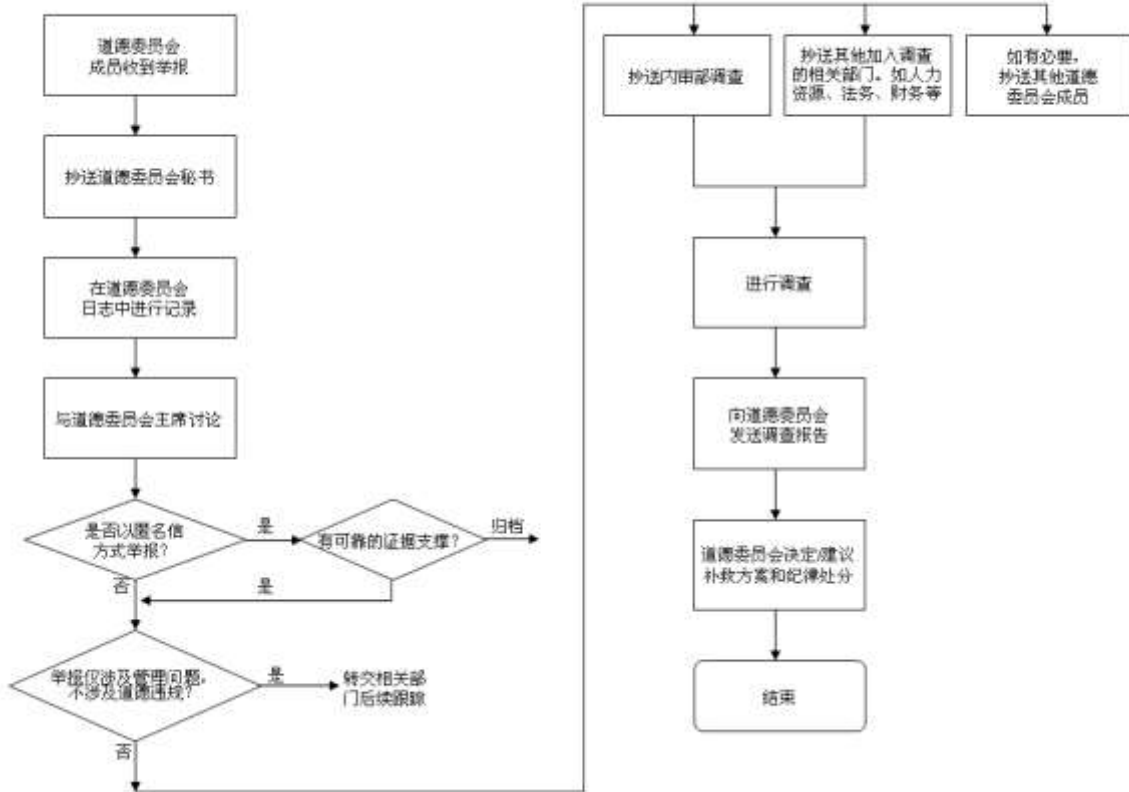 道德委员会
成员收到举报
抄送道德委员会秘书
在道德委员会
日志中进行记录
与道德委员会主席讨论
是否以匿名信
方式举报？
是
有可靠的证据支撑？
归档
否
是
举报仅涉及管理问题，
不涉及道德违规？
是
转交相关部
门后续跟踪
否
抄送内审部调查
抄送其他加入调查
的相关部门。如人力
资源、法务、财务等
如有必要，
抄送其他道德
委员会成员
进行调查
向道德委员会
发送调查报告
道德委员会决定/建议
补救方案和纪律处分
结束